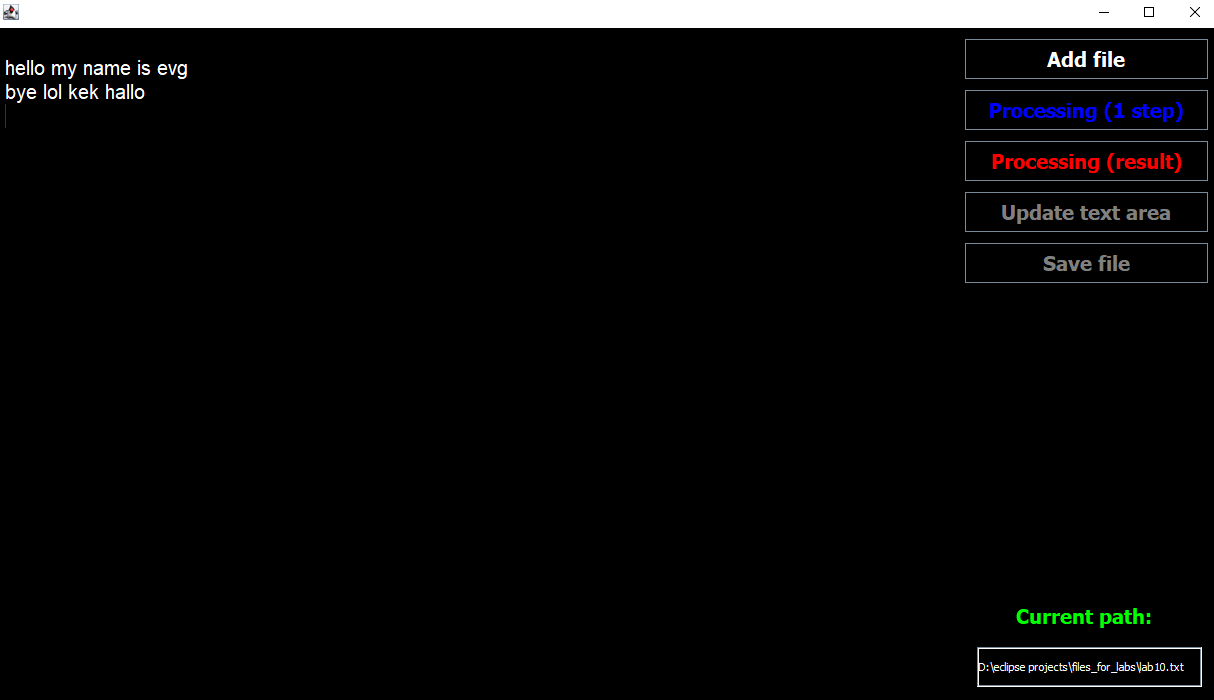 hello my name is evg
bye lol kek hallo
Add file
Processing (1 step)
Processing (result)
Update text area
Save file
Current path:
D:\eclipse projects\files_for_labs\lab10.txt